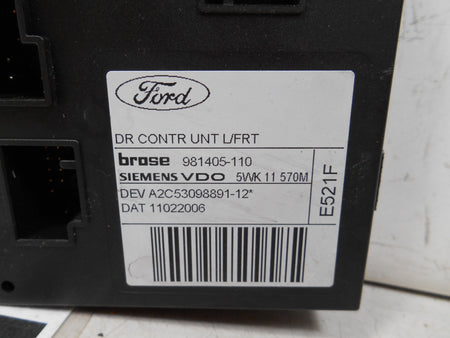 Ford
DR CONTR UNT L/FRT
brose 981405-110
SIEMENS VDO 5WK 11 570M
DEV A2C53098891-12*
DAT 11022006
E521F